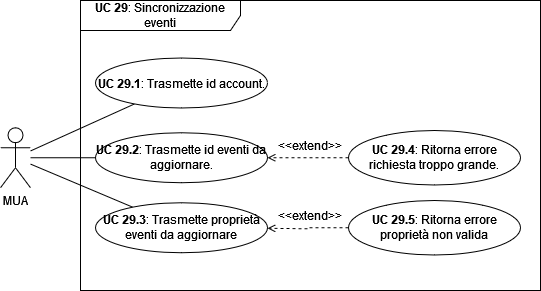 UC 29: Sincronizzazione
eventi
UC 29.1: Trasmette id account.
UC 29.2: Trasmette id eventi da
aggiornare.
<<extend>>
UC 29.4: Ritorna errore
richiesta troppo grande.
MUA
UC 29.3: Trasmette proprietà
eventi da aggiornare
<<extend>>
UC 29.5: Ritorna errore
proprietà non valida